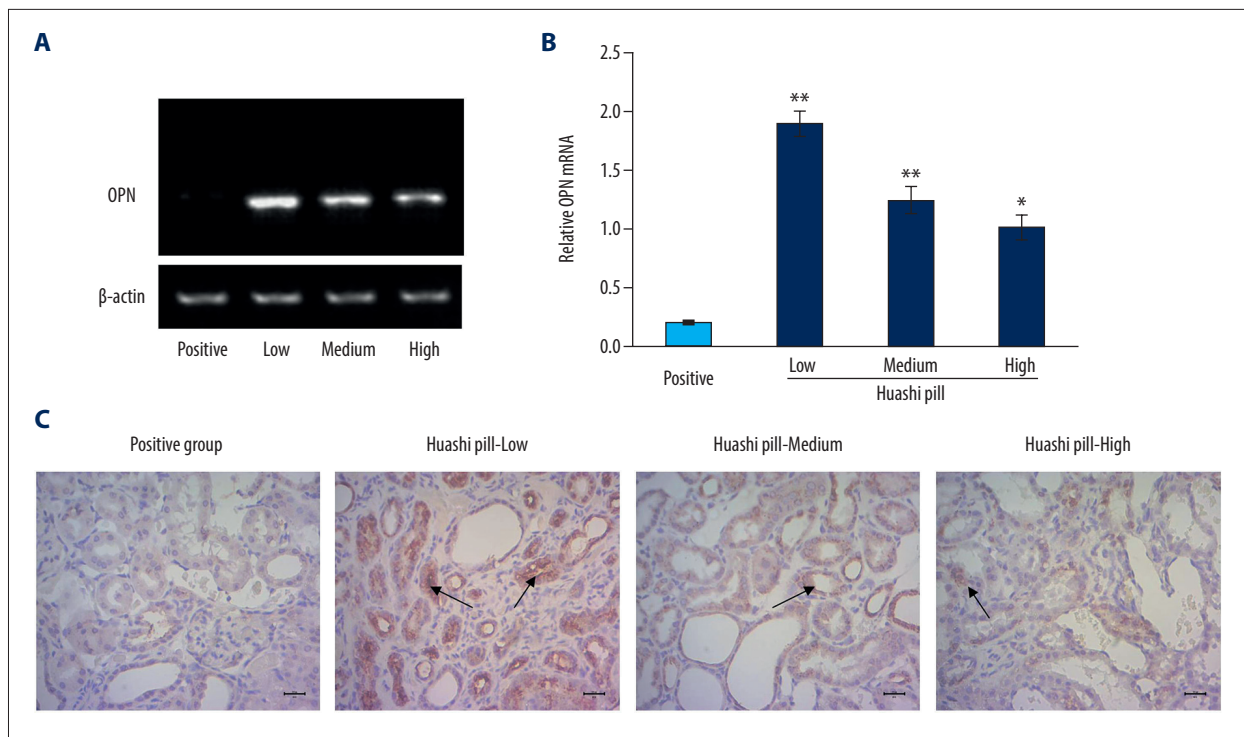 A
OPN
β-actin
Positive Low Medium High
B
Relative OPN mRNA
2.5
2.0
1.5
1.0
0.5
0.0
**
**
*
Positive
Low Medium High
Huashi pill
C
Positive group Huashi pill-Low Huashi pill-Medium Huashi pill-High